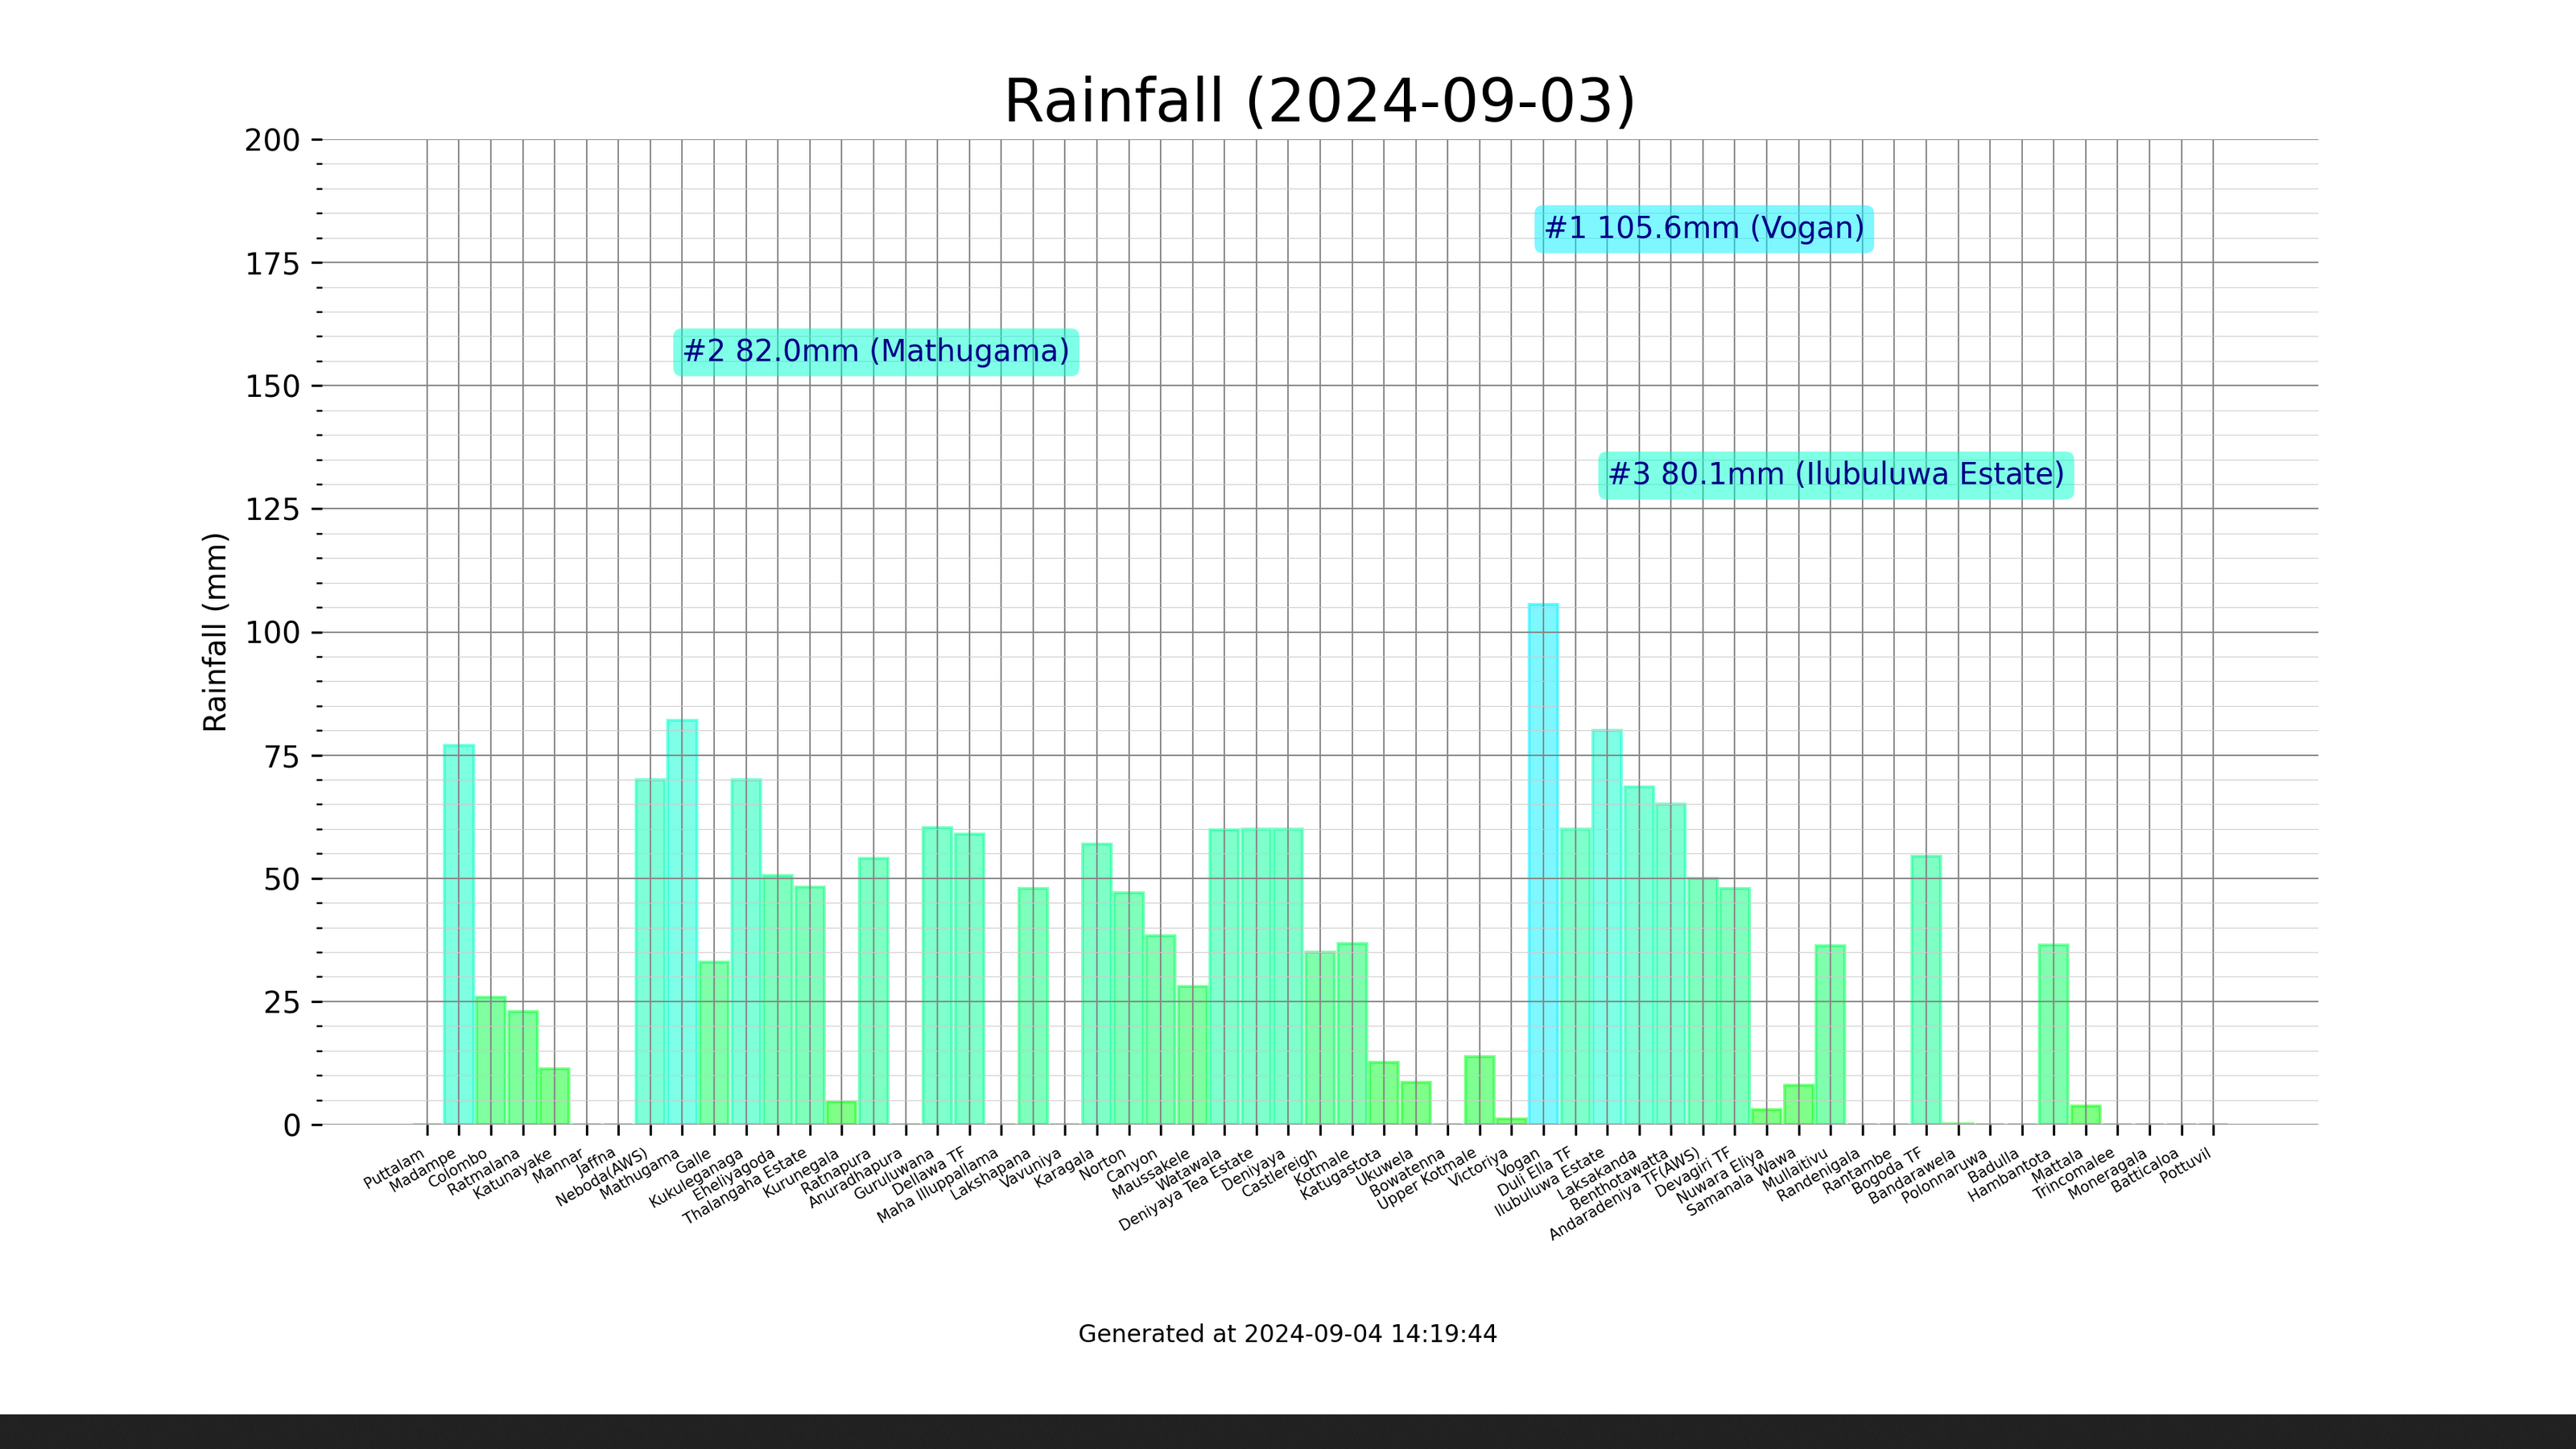 Rainfall (2024-09-03)
200
175
150
125
100
75
50
25
0
Rainfall (mm)
#1 105.6mm (Vogan)
#2 82.0mm (Mathugama)
#3 80.1mm (Ilubuluwa Estate)
Puttalam
Madampe
Colombo
Ratmalana
Katunayake
Mannar
Jaffna
Neboda(AWS)
Mathugama
Galle
Kukuleganaga
Eheliyagoda
Thalangaha Estate
Kurunegala
Ratnapura
Anuradhapura
Guruluwana
Dellawa TF
Maha Illuppallama
Lakshapana
Vavuniya
Karagala
Norton
Canyon
Maussakele
Watawala
Deniyaya Tea Estate
Deniyaya
Castlereigh
Kotmale
Katugastota
Ukuwela
Bowatenna
Upper Kotmale
Victoriya
Vogan
Duli Ella TF
Ilubuluwa Estate
Laksakanda
Benthotawatta
Andaradeniya TF(AWS)
Devagiri TF
Nuwara Eliya
Samanala Wawa
Mullaitivu
Randenigala
Rantambe
Bogoda TF
Bandarawela
Polonnaruwa
Badulla
Hambantota
Mattala
Trincomalee
Moneragala
Batticaloa
Pottuvil
Generated at 2024-09-04 14:19:44